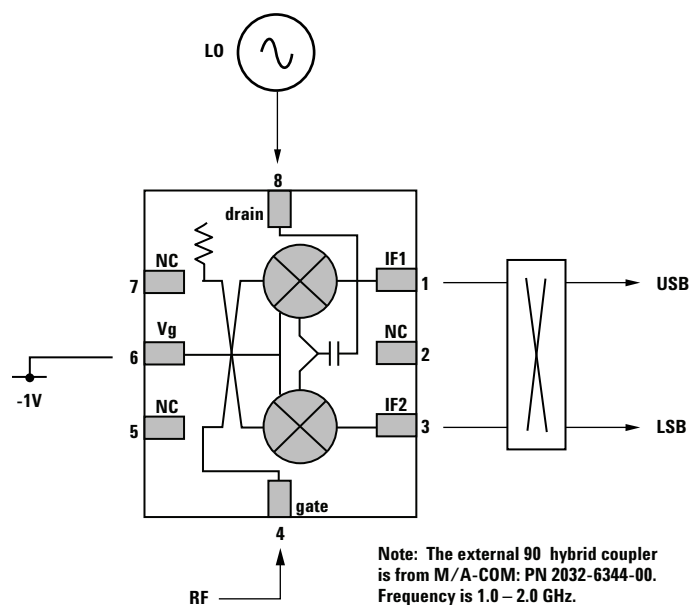 LO
8
drain
NC
7
IF1
1
USB
Vg
6
NC
2
-1V
NC
5
IF2
3
LSB
gate
4
RF
Note: The external 90 hybrid coupler
is from M/A-COM: PN 2032-6344-00.
Frequency is 1.0 – 2.0 GHz.